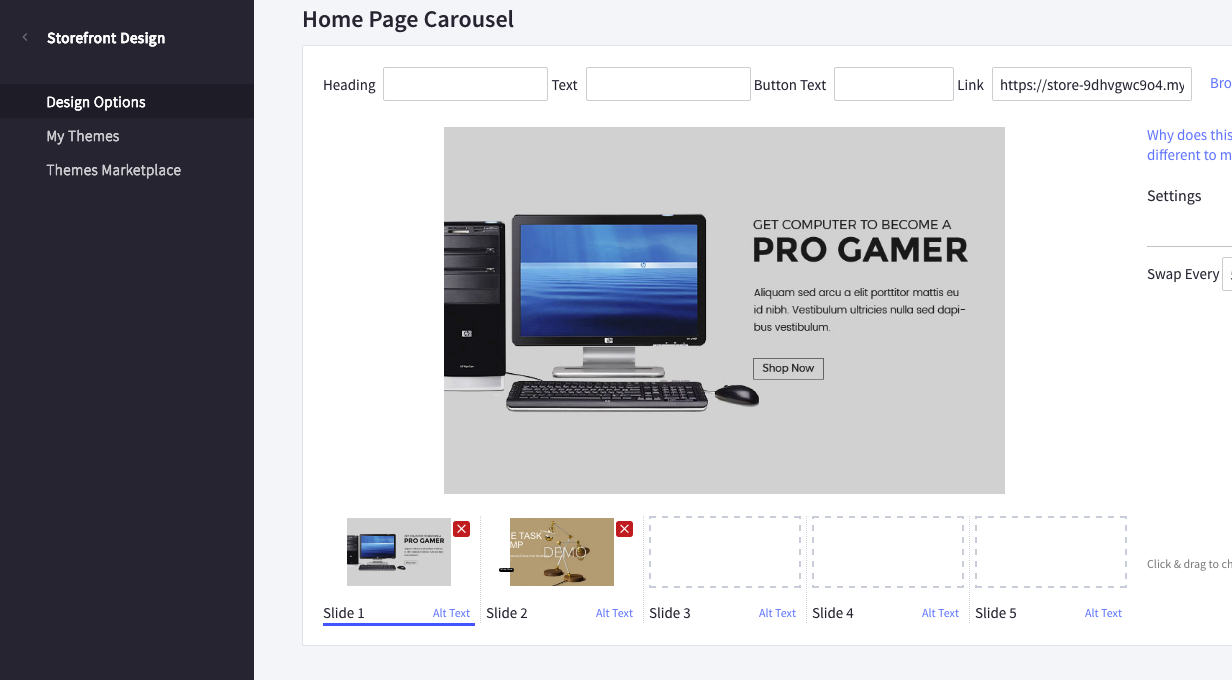 Home Page Carousel
Storefront Design
Design Options
My Themes
Themes Marketplace
Heading Text Button Text Link https://store-9dhvgwc9o4.my Bro
Why does this
different to m
Settings
Swap Every
GET COMPUTER TO BECOME A
PRO GAMER
Aliquam sed arcu a elit porttitor mattis eu
id nibh. Vestibulum ultricies nulla sed dapi-
bus vestibulum.
Shop Now
hp
hp
PRO GAMER
E TASK
MP
DEMO
Click & drag to ch
Slide 1 Alt Text Slide 2 Alt Text Slide 3 Alt Text Slide 4 Alt Text Slide 5 Alt Text